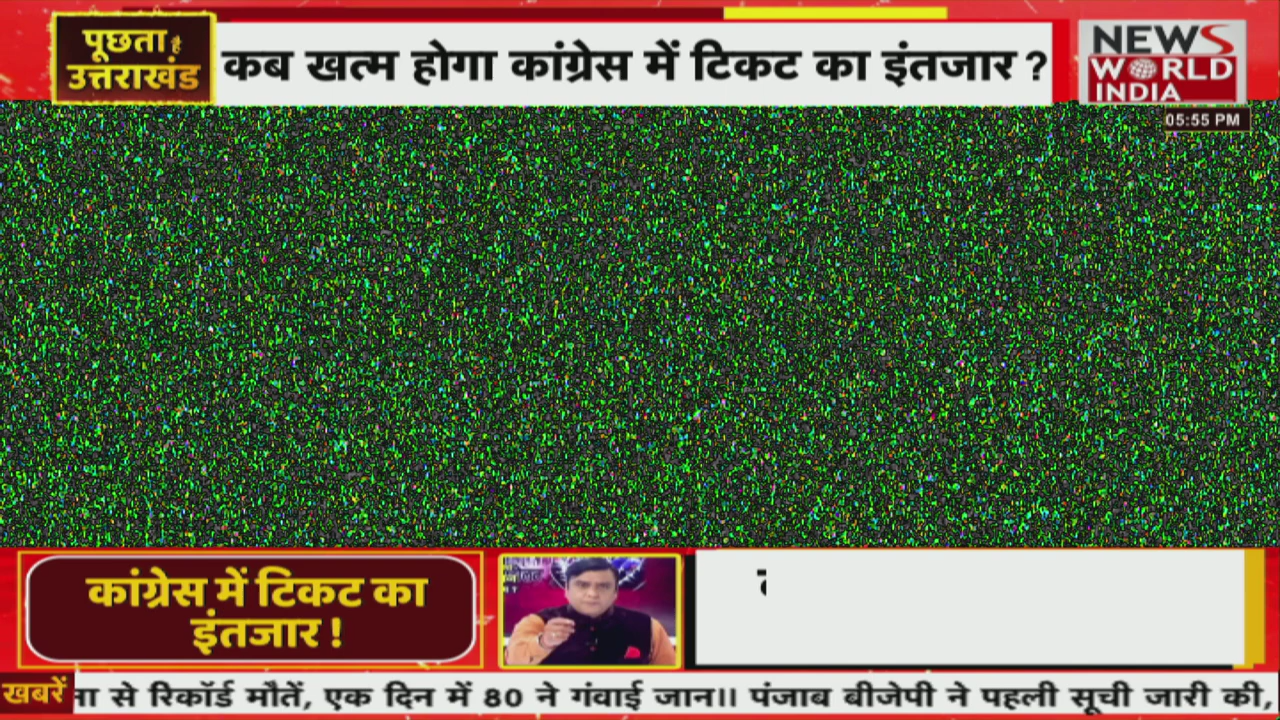 पूछता है
उत्तराखंड
कब खत्म होगा कांग्रेस में टिकट का इंतजार ?
NEWS
WORLD
INDIA
05:55 PM
कांग्रेस में टिकट का
इंतजार !
खबरें
से रिकॉर्ड मौतें, एक दिन में 80 ने गंवाई जान।। पंजाब बीजेपी ने पहली सूची जारी की,